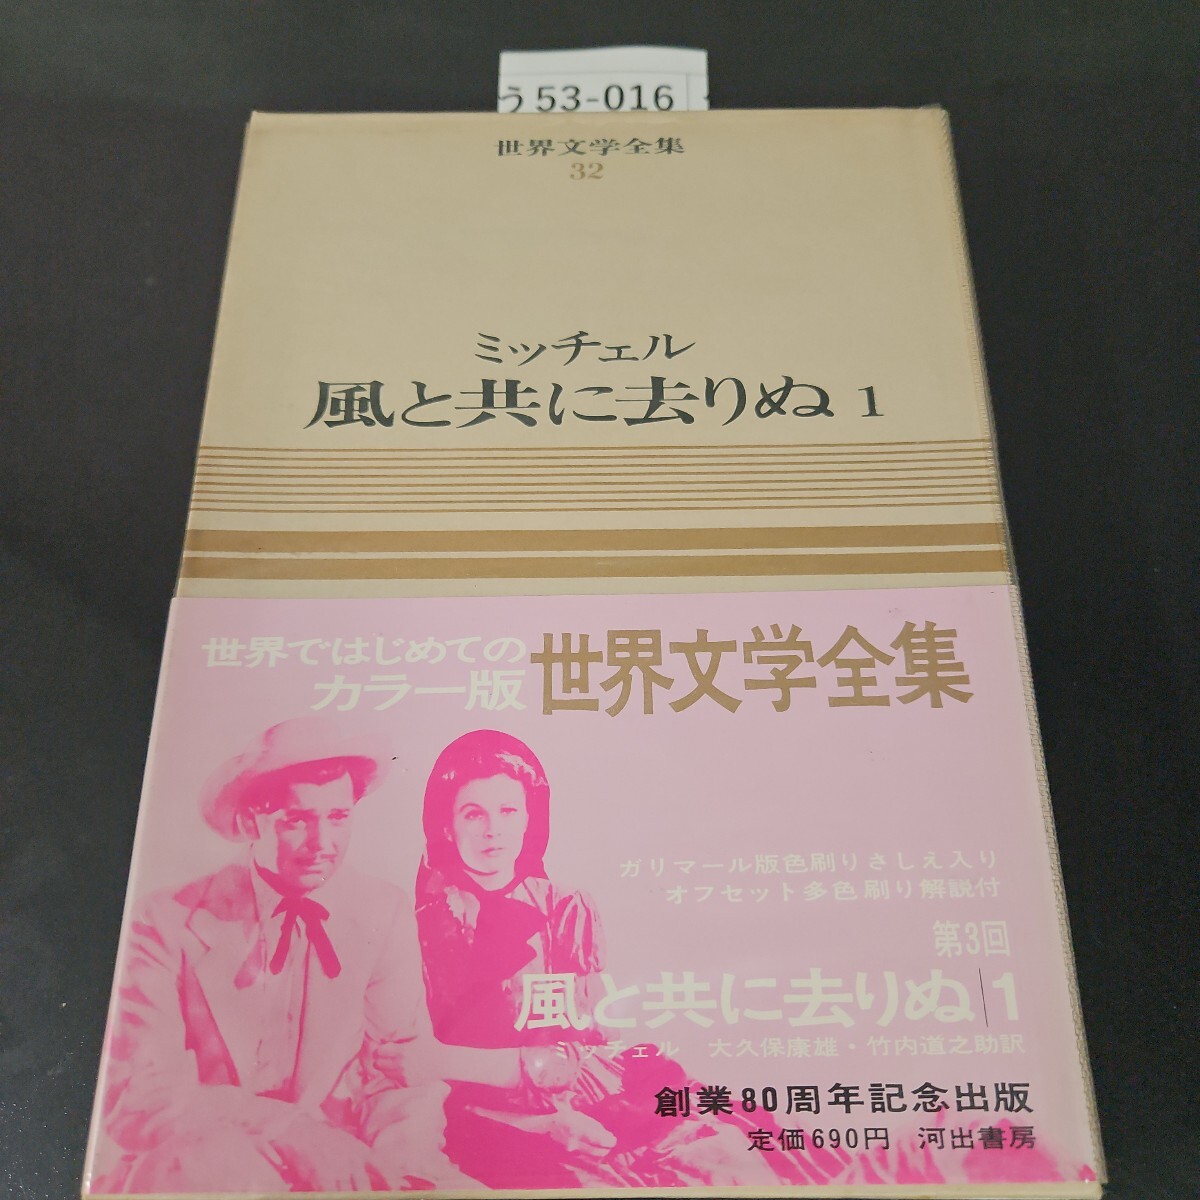 う53-016
世界文学全集
32
ミッチェル
風と共に去りぬ 1
世界ではじめての
カラー版
世界文学全集
ガリマール版色刷りさしえ入り
オフセット多色刷り解説付
第3回
風と共に去りぬ|1
ミッチェル 大久保康雄・竹内道之助訳
創業80周年記念出版
定価690円 河出書房